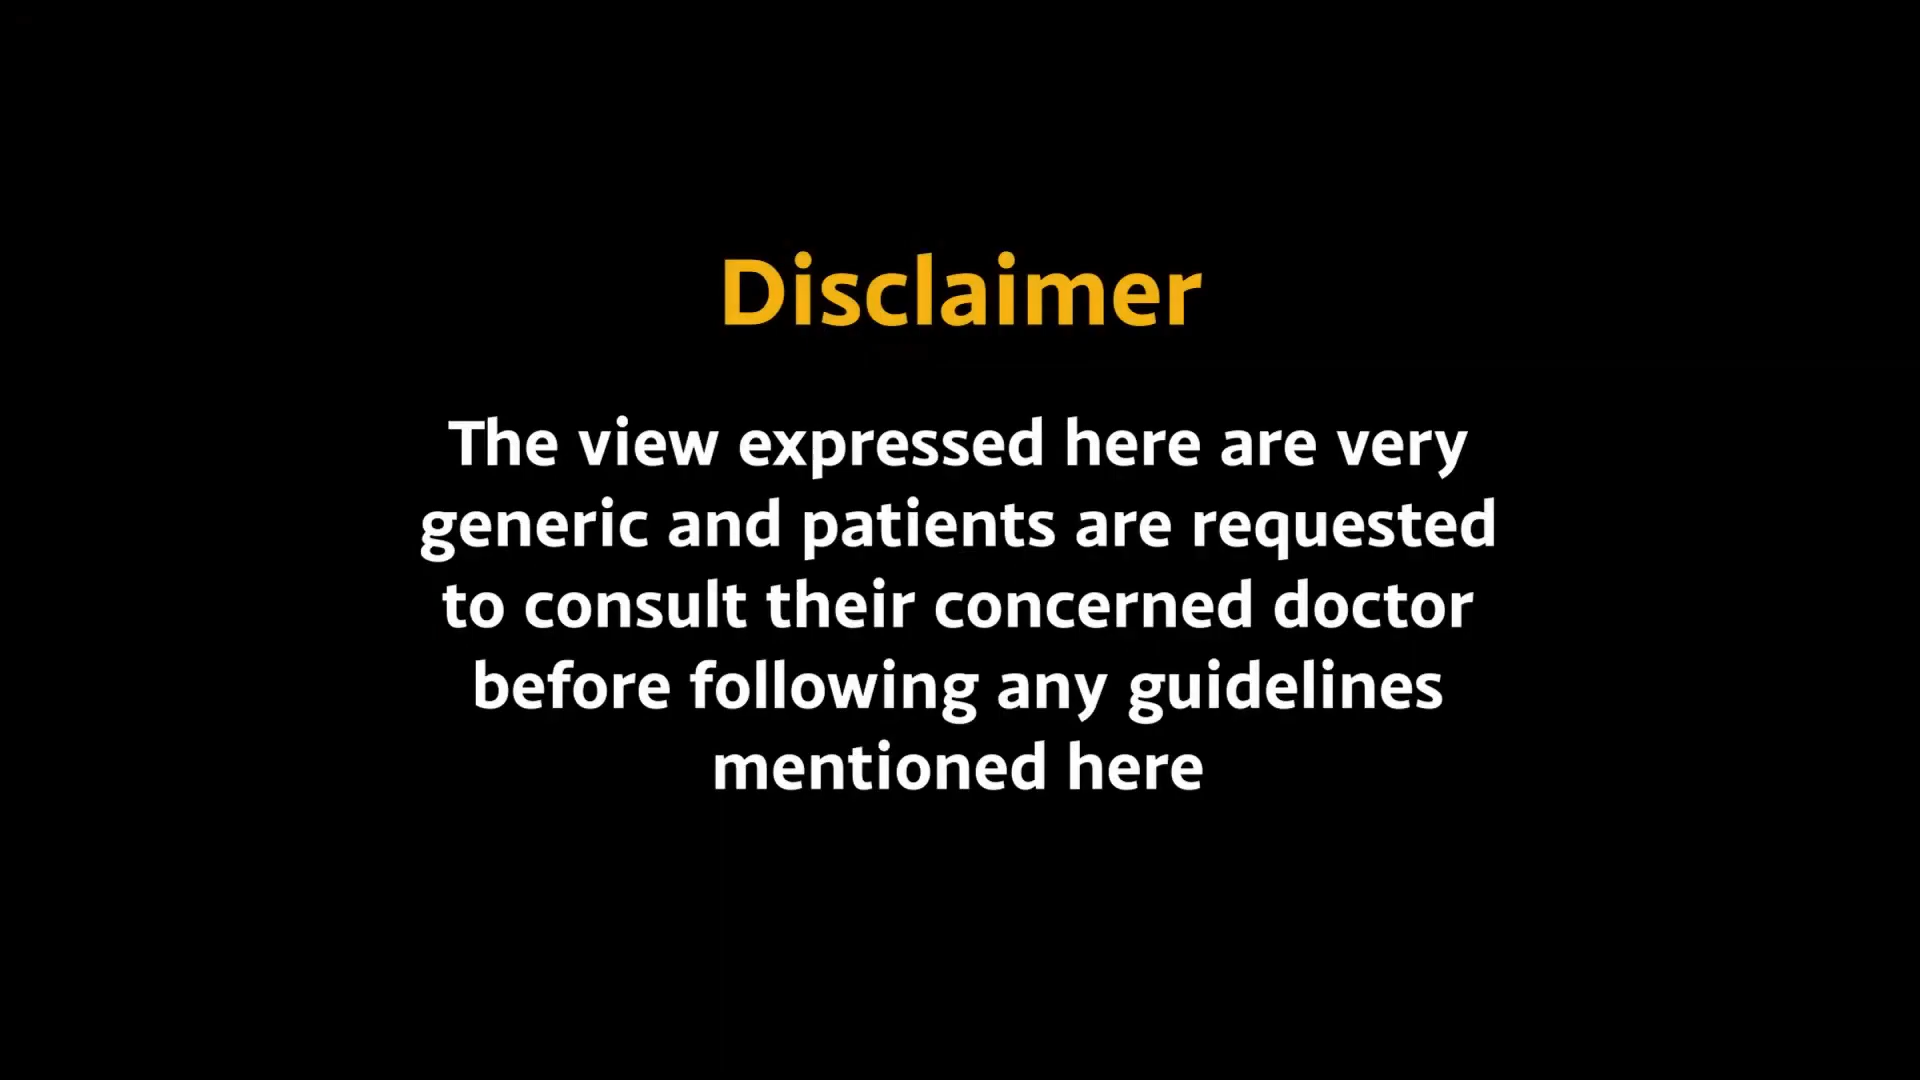 Disclaimer
The view expressed here are very
generic and patients are requested
to consult their concerned doctor
before following any guidelines
mentioned here